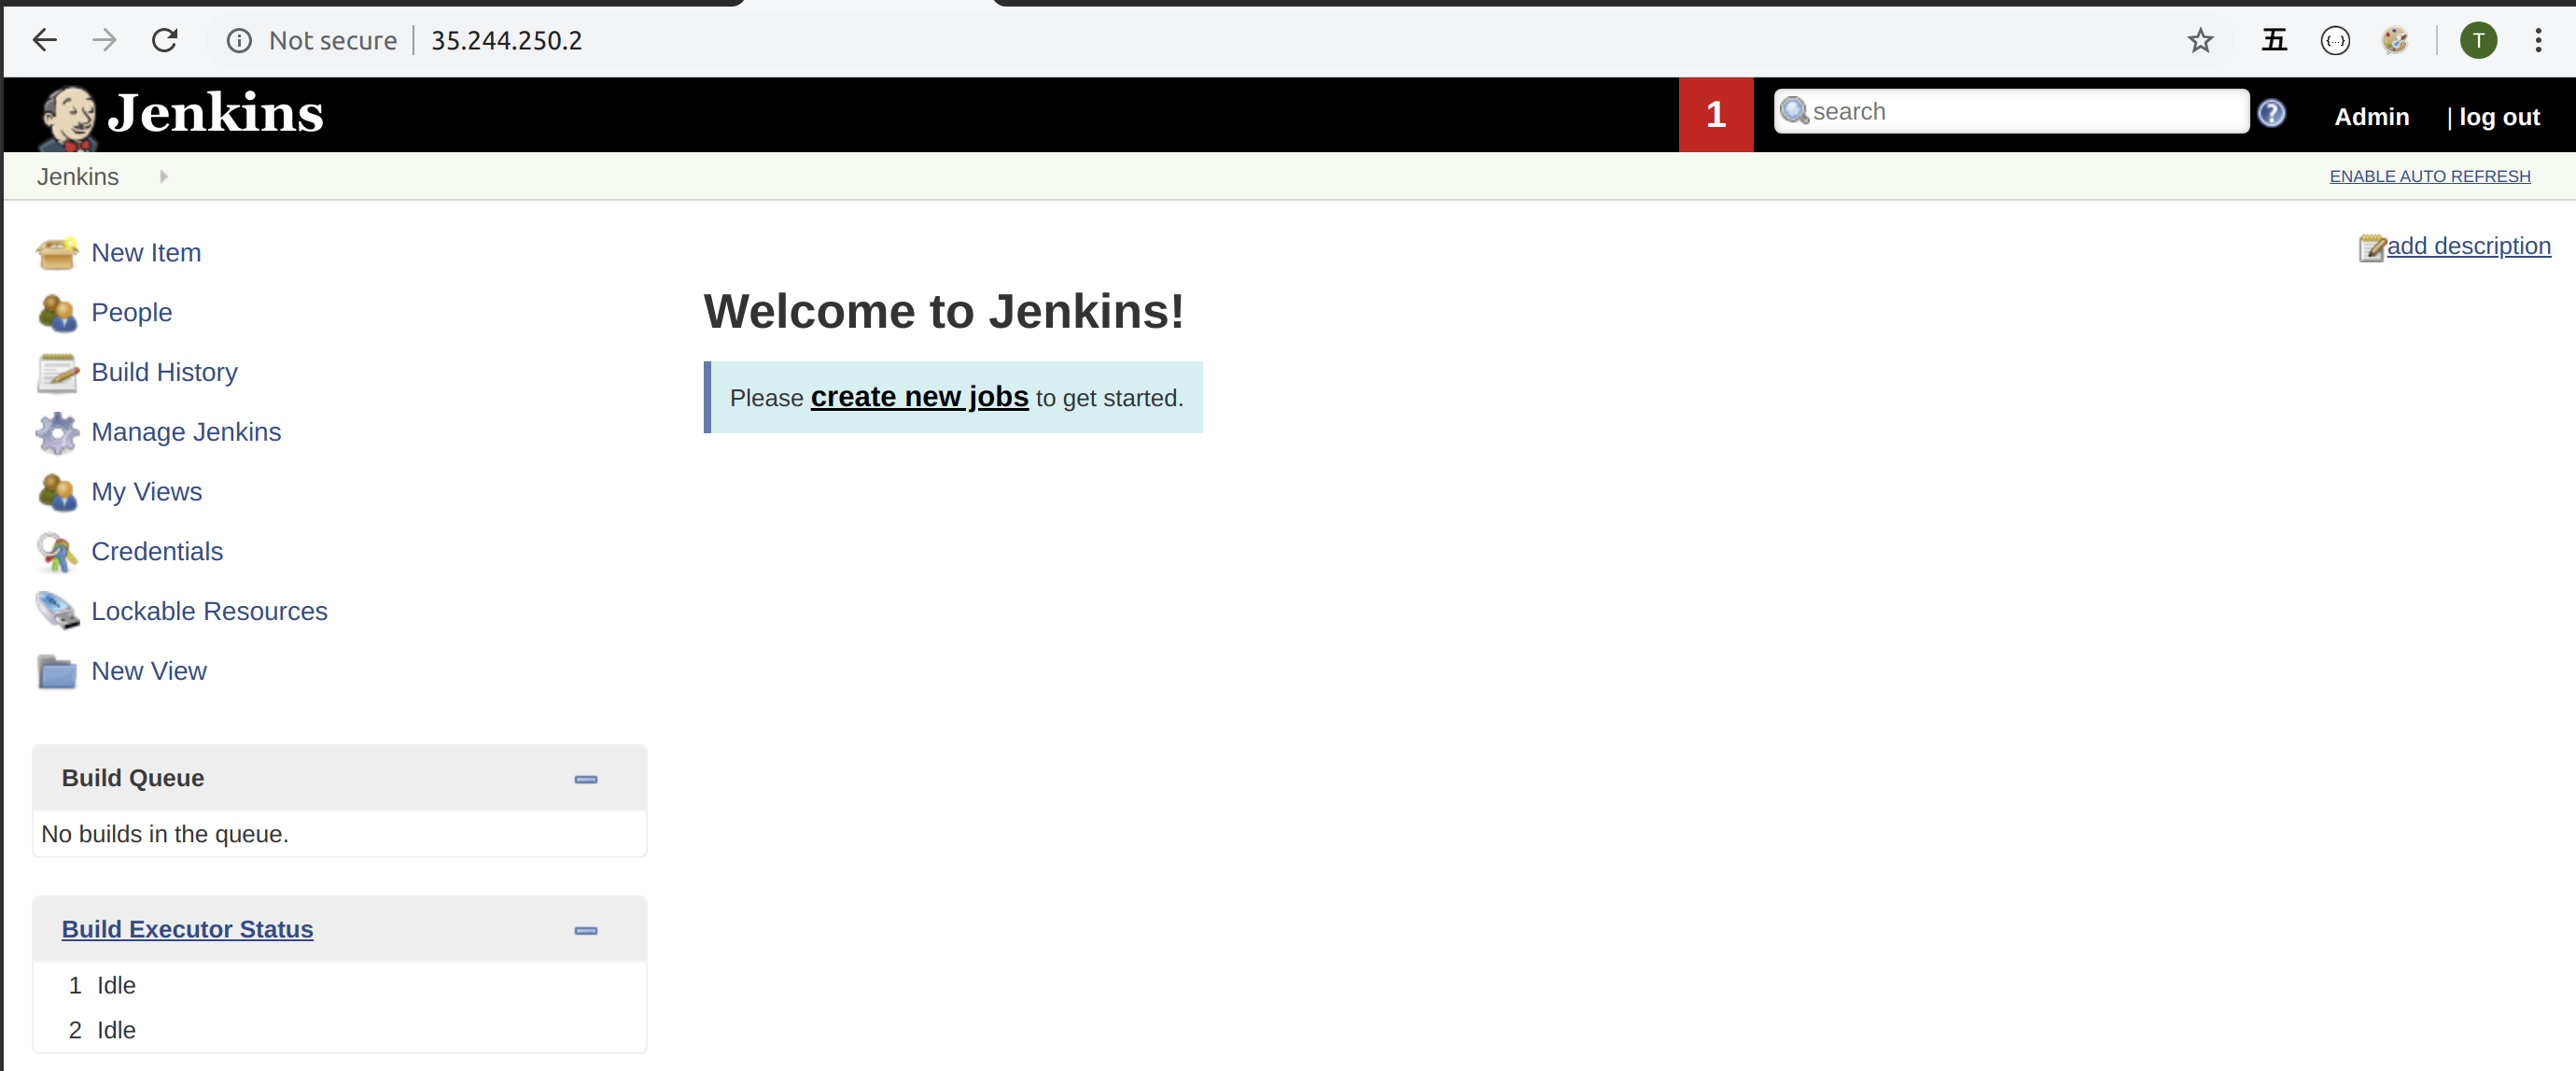 Not secure | 35.244.250.2 五 {...} T
Jenkins 1 search ? Admin | log out
Jenkins ENABLE AUTO REFRESH
New Item
add description
People
Welcome to Jenkins!
Build History
Please create new jobs to get started.
Manage Jenkins
My Views
Credentials
Lockable Resources
New View
Build Queue
No builds in the queue.
Build Executor Status
1 Idle
2 Idle